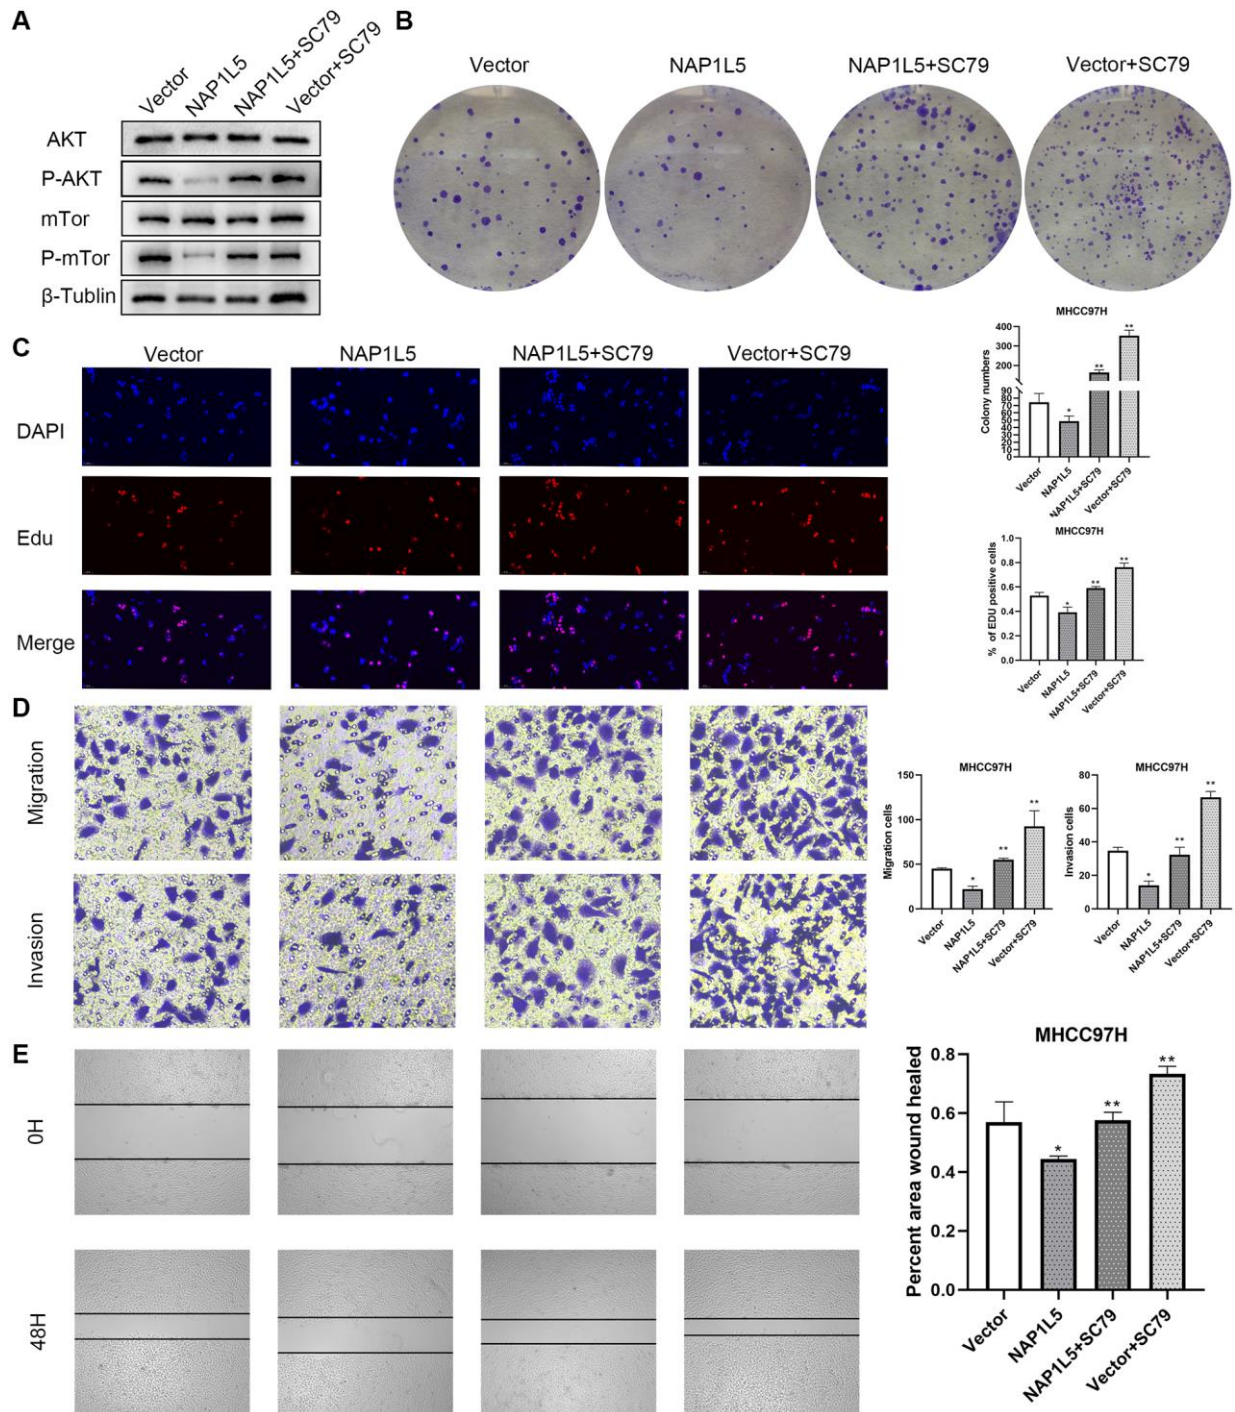 A
Vector
NAP1L5
NAP1L5+SC79
Vector+SC79
AKT
P-AKT
mTor
P-mTor
β-Tublin
B
Vector
NAP1L5
NAP1L5+SC79
Vector+SC79
MHCC97H
Colony numbers
400
300
200
90
80
70
60
50
40
30
20
10
0
*
**
**
Vector
NAP1L5
NAP1L5+SC79
Vector+SC79
C
Vector
NAP1L5
NAP1L5+SC79
Vector+SC79
DAPI
Edu
Merge
MHCC97H
% of EDU positive cells
1.0
0.8
0.6
0.4
0.2
0.0
*
**
**
Vector
NAP1L5
NAP1L5+SC79
Vector+SC79
D
Migration
Invasion
MHCC97H
Migration cells
150
100
50
0
*
**
**
Vector
NAP1L5
NAP1L5+SC79
Vector+SC79
MHCC97H
Invasion cells
80
60
40
20
0
*
**
**
Vector
NAP1L5
NAP1L5+SC79
Vector+SC79
E
0H
48H
MHCC97H
Percent area wound healed
0.8
0.6
0.4
0.2
0.0
*
**
**
Vector
NAP1L5
NAP1L5+SC79
Vector+SC79